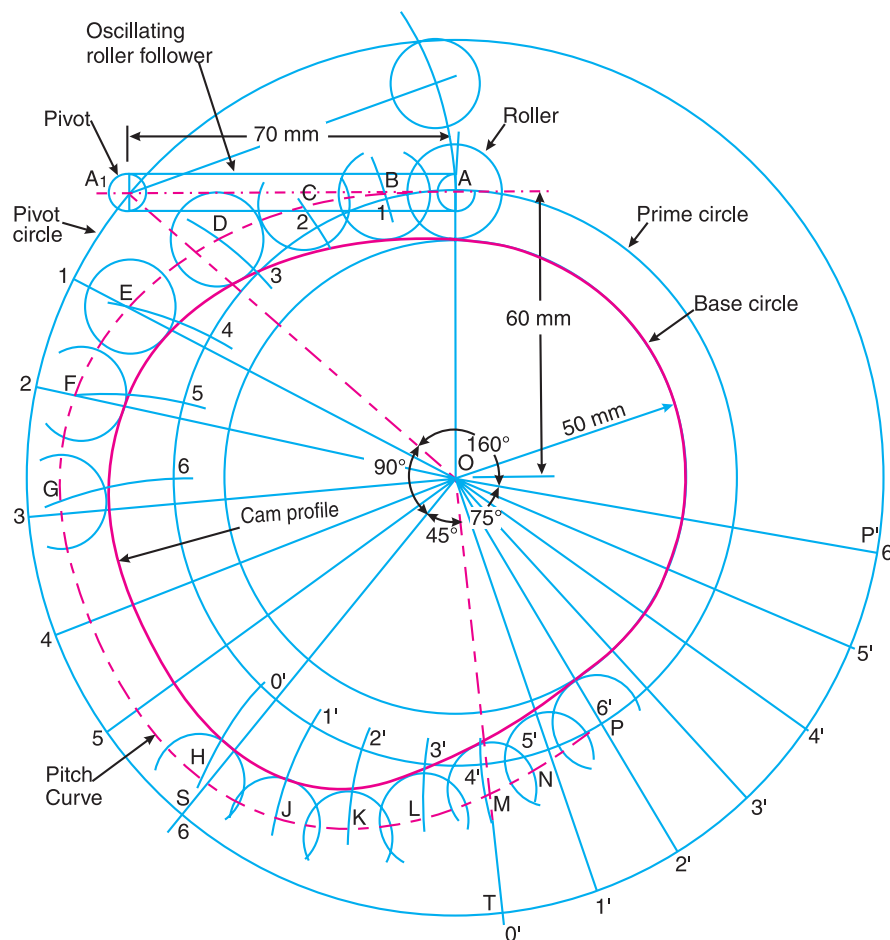 Oscillating
roller follower
Pivot
70 mm
Roller
A1
C
B
A
Pivot
circle
1
D
2
Prime circle
3
1
E
Base circle
4
60 mm
2
F
5
50 mm
160°
O
90°
6
G
3
75°
45°
Cam profile
P'
6'
4
5'
0'
1'
6'
P
2'
5
3'
5'
4'
H
4'
N
Pitch
Curve
S
J
K
L
M
3'
6
2'
T
1'
0'